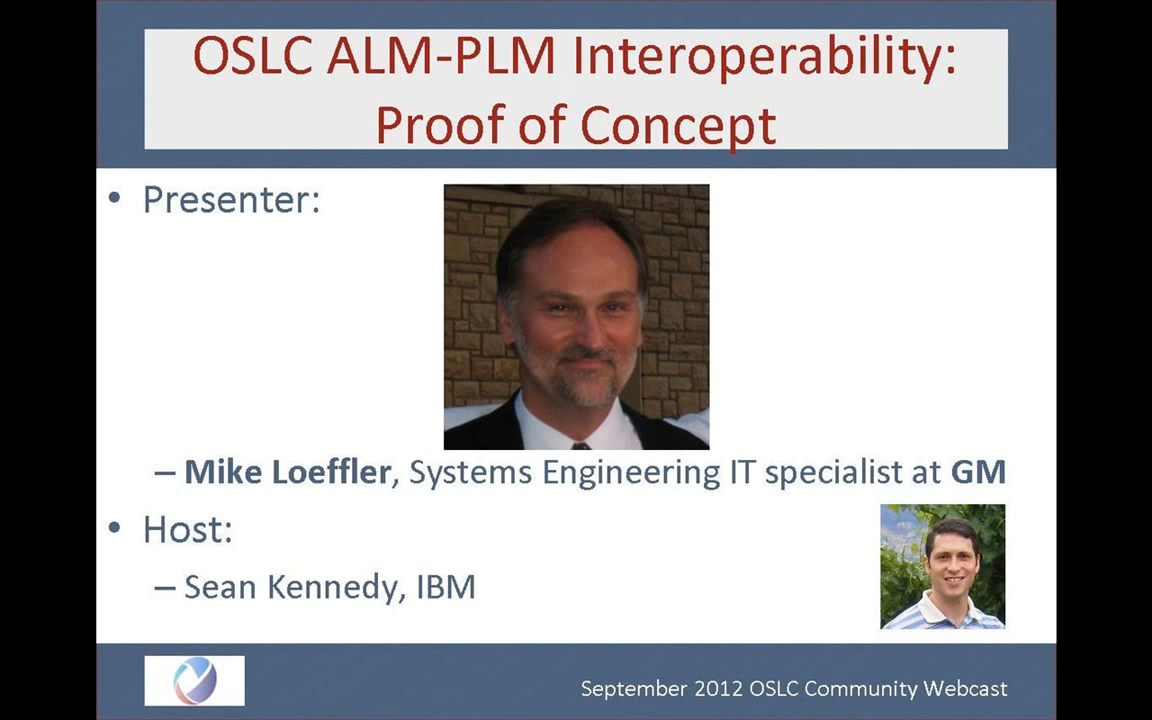 OSLC ALM-PLM Interoperability:
Proof of Concept
• Presenter:
– Mike Loeffler, Systems Engineering IT specialist at GM
• Host:
– Sean Kennedy, IBM
September 2012 OSLC Community Webcast